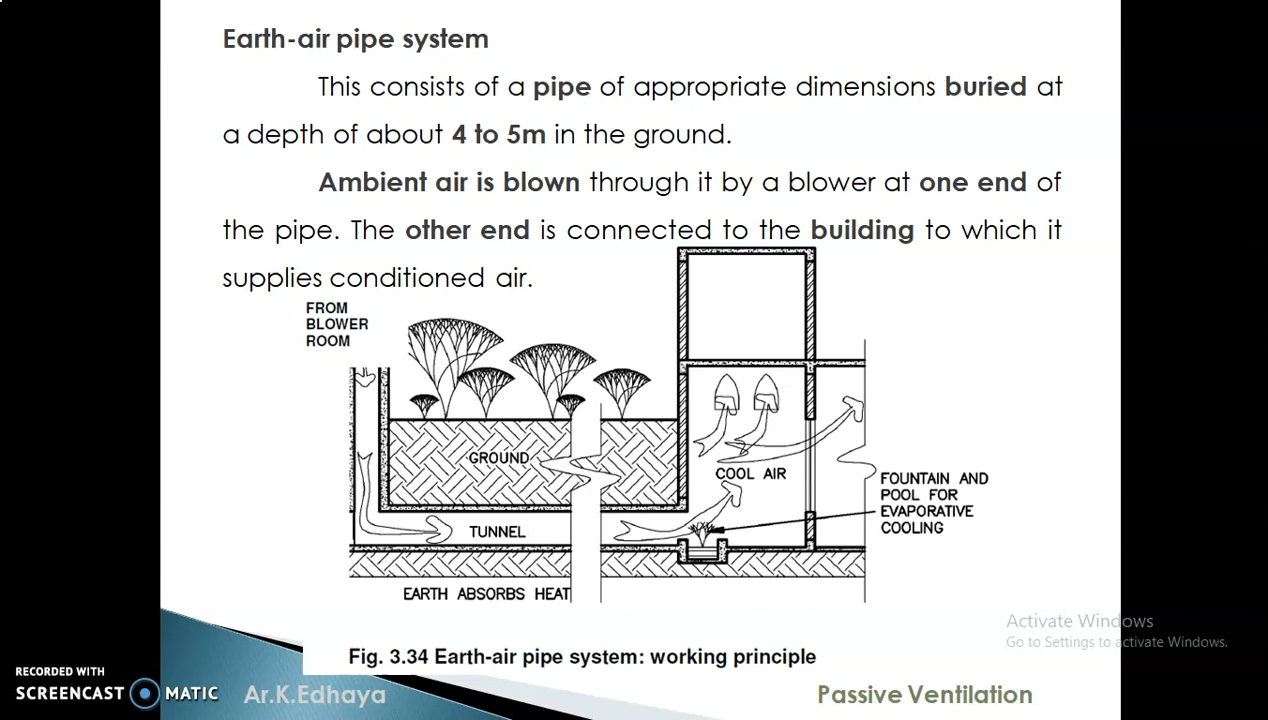 Earth-air pipe system
This consists of a pipe of appropriate dimensions buried at
a depth of about 4 to 5m in the ground.
Ambient air is blown through it by a blower at one end of
the pipe. The other end is connected to the building to which it
supplies conditioned air.
FROM
BLOWER
ROOM
GROUND
COOL AIR
FOUNTAIN AND
POOL FOR
EVAPORATIVE
COOLING
TUNNEL
EARTH ABSORBS HEAT
Activate Windows
Go to Settings to activate Windows.
Fig. 3.34 Earth-air pipe system: working principle
RECORDED WITH
SCREENCAST MATIC
Ar.K.Edhaya
Passive Ventilation